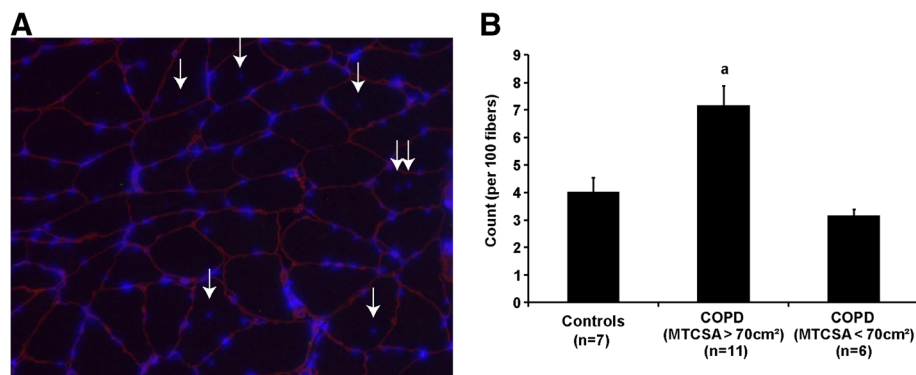 A
B
Count (per 100 fibers)
9
8
7
6
5
4
3
2
1
0
a
Controls
(n=7)
COPD
(MTCSA > 70cm²)
(n=11)
COPD
(MTCSA < 70cm²)
(n=6)